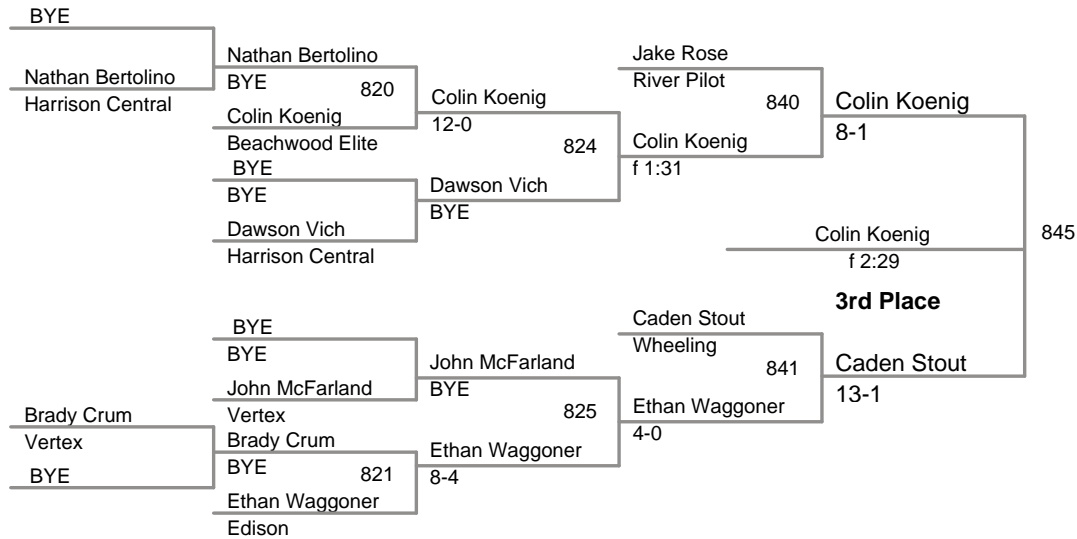 BYE
Nathan Bertolino
Harrison Central
Nathan Bertolino
BYE
820
Colin Koenig
Beachwood Elite
BYE
BYE
Dawson Vich
Harrison Central
Colin Koenig
12-0
824
Dawson Vich
BYE
Jake Rose
River Pilot
840
Colin Koenig
f 1:31
Colin Koenig
8-1
Colin Koenig
f 2:29
845
3rd Place
BYE
BYE
John McFarland
Vertex
Brady Crum
Vertex
BYE
Brady Crum
BYE
821
Ethan Waggoner
Edison
John McFarland
BYE
825
Ethan Waggoner
8-4
Caden Stout
Wheeling
841
Ethan Waggoner
4-0
Caden Stout
13-1